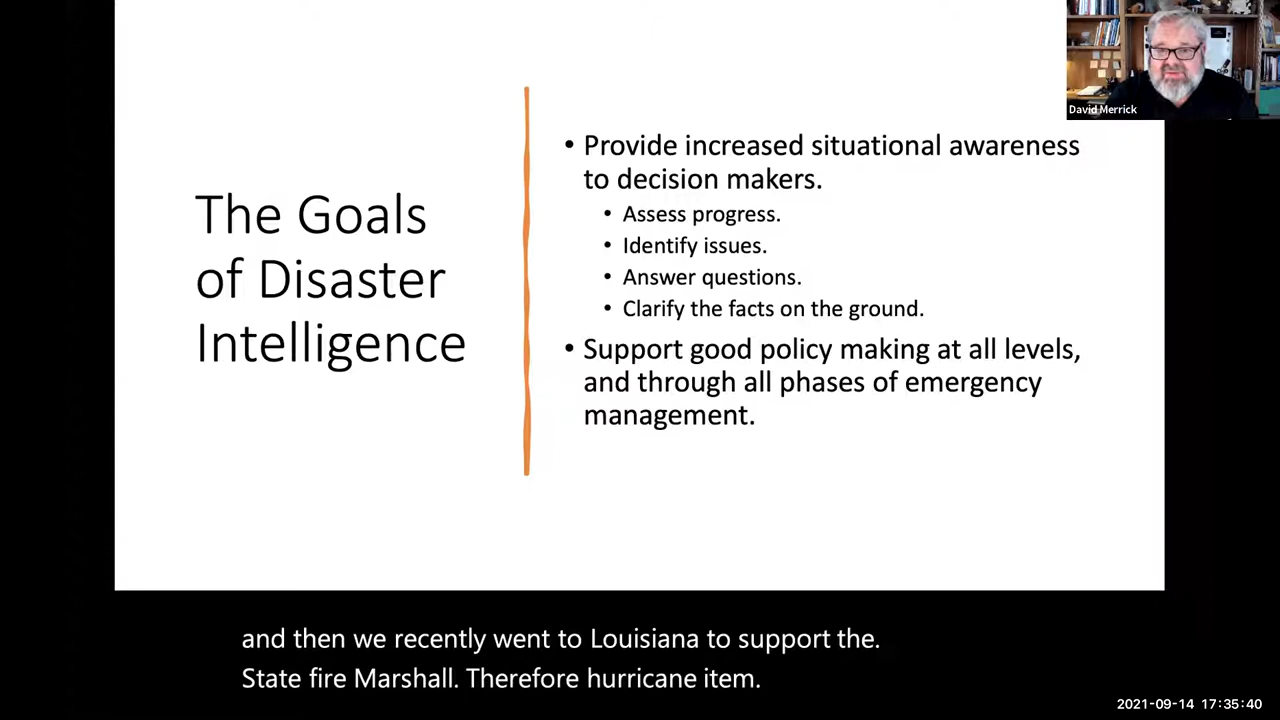 David Merrick
The Goals
of Disaster
Intelligence
• Provide increased situational awareness
to decision makers.
• Assess progress.
• Identify issues.
• Answer questions.
• Clarify the facts on the ground.
• Support good policy making at all levels,
and through all phases of emergency
management.
and then we recently went to Louisiana to support the.
State fire Marshall. Therefore hurricane item.
2021-09-14 17:35:40